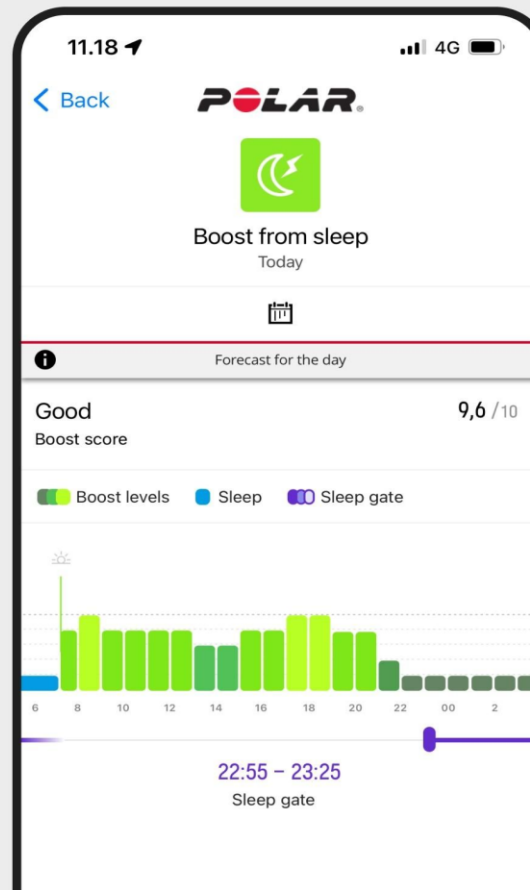 11.18 4G
Back POLAR
Boost from sleep
Today
Forecast for the day
Good 9,6 /10
Boost score
Boost levels Sleep Sleep gate
6 8 10 12 14 16 18 20 22 00 2
22:55 – 23:25
Sleep gate